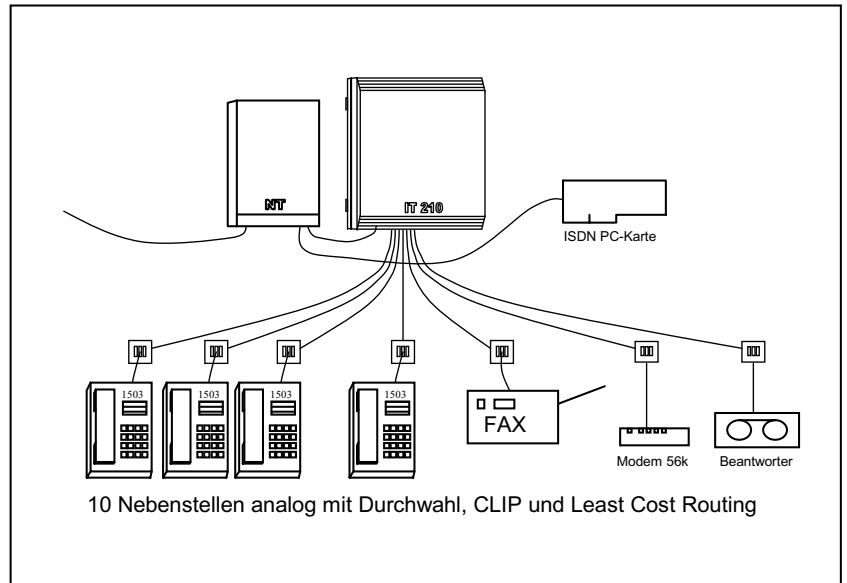 NT
IT 210
ISDN PC-Karte
1503
1503
1503
1503
FAX
Modem 56k
Beantworter
10 Nebenstellen analog mit Durchwahl, CLIP und Least Cost Routing